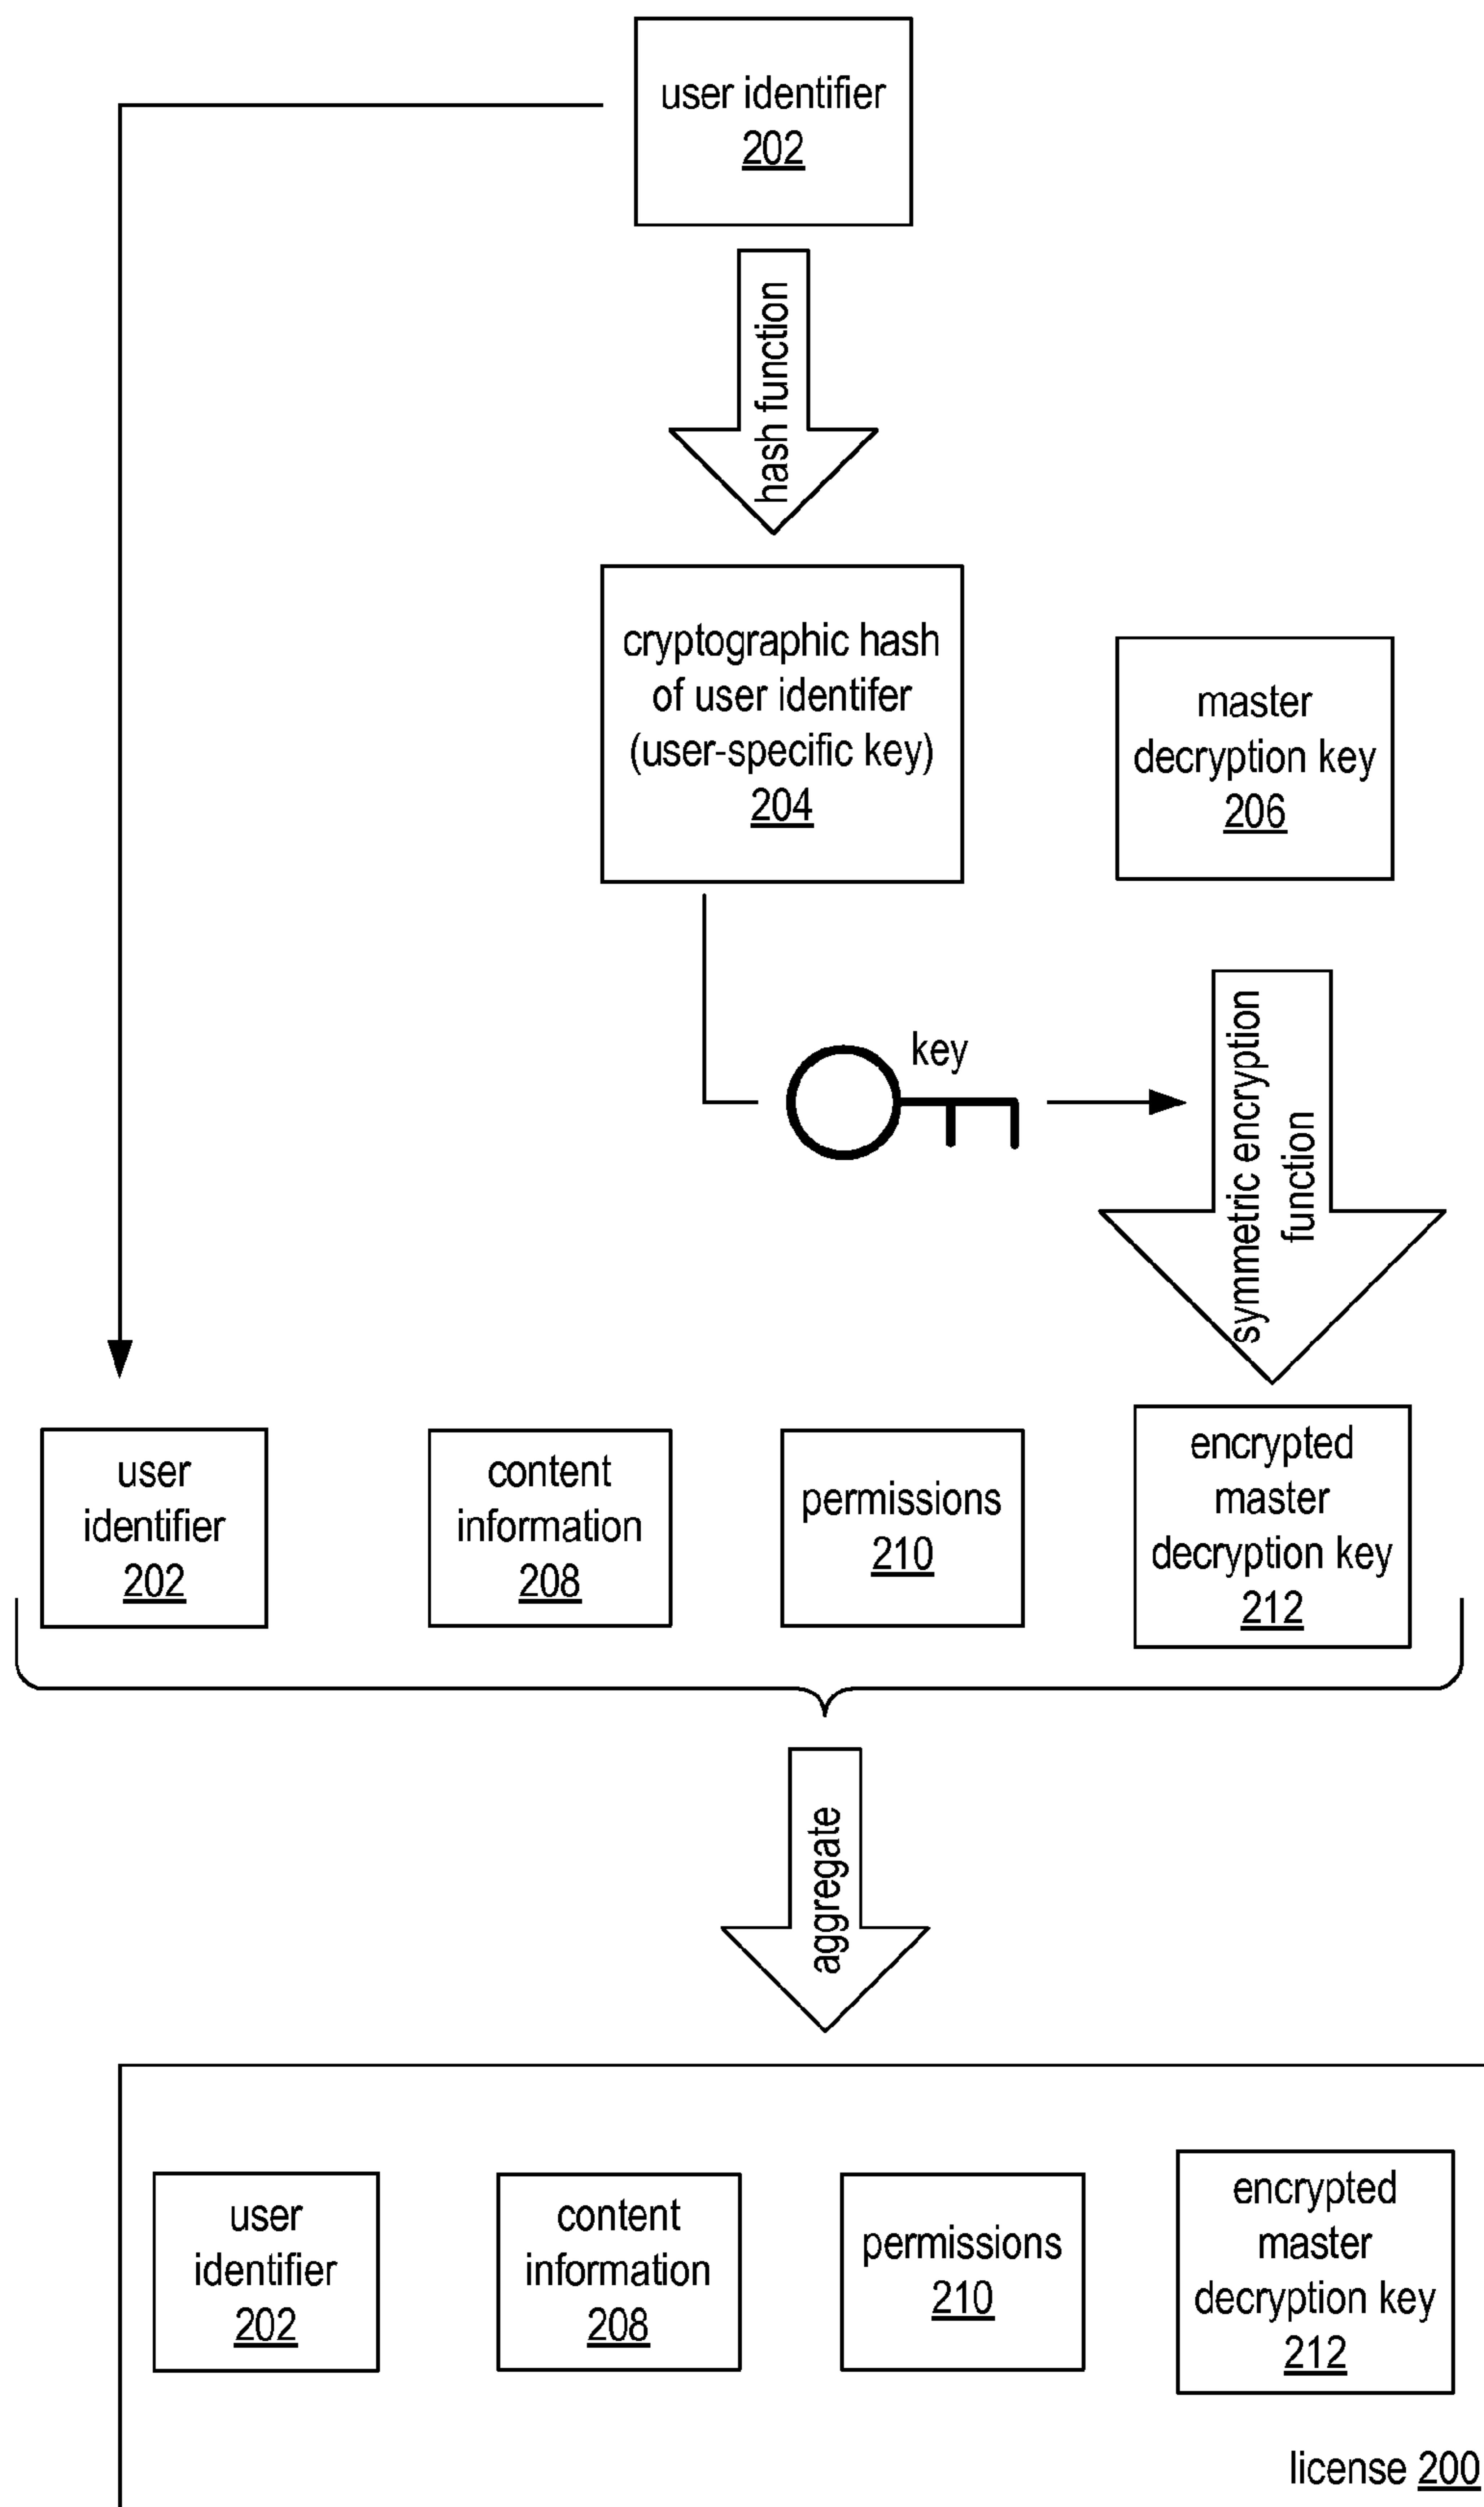 user identifier
202
hash function
cryptographic hash
of user identifer
(user-specific key)
204
master
decryption key
206
key
symmetric encryption
function
user
identifier
202
content
information
208
permissions
210
encrypted
master
decryption key
212
aggregate
user
identifier
202
content
information
208
permissions
210
encrypted
master
decryption key
212
license 200